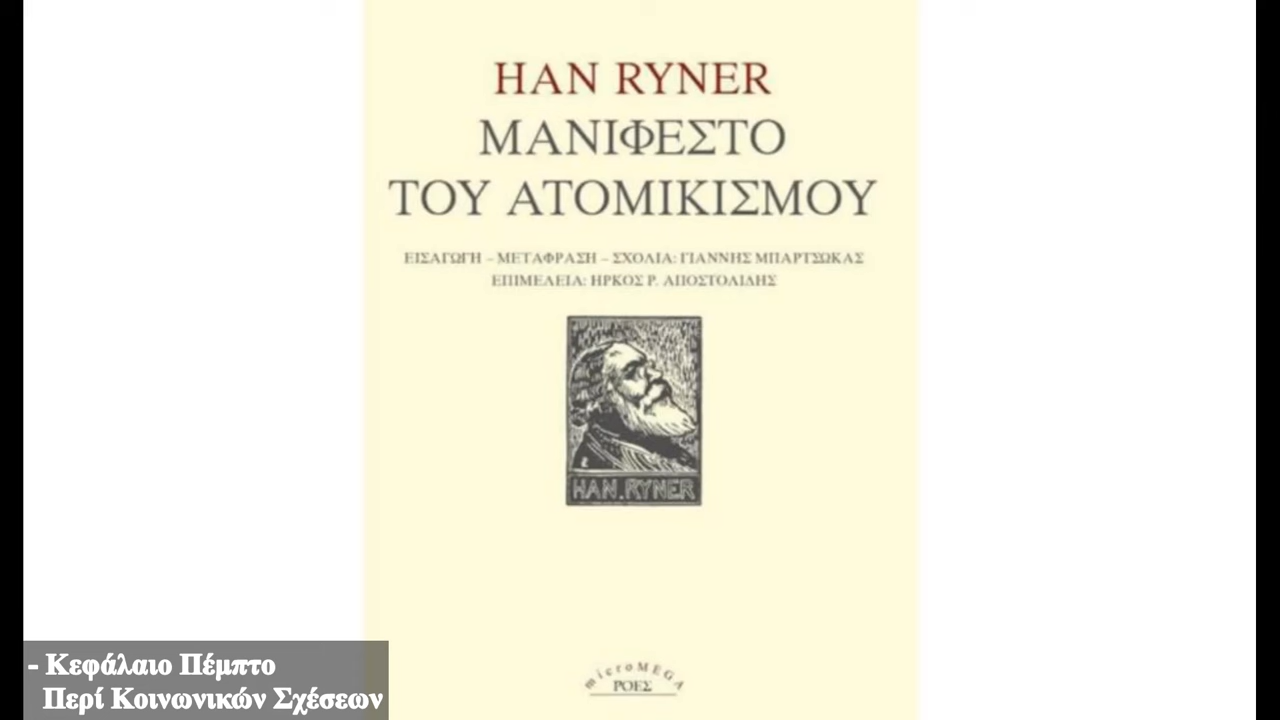 HAN RYNER
ΜΑΝΙΦΕΣΤΟ
ΤΟΥ ΑΤΟΜΙΚΙΣΜΟΥ
ΕΙΣΑΓΩΓΗ – ΜΕΤΑΦΡΑΣΗ – ΣΧΟΛΙΑ: ΓΙΑΝΝΗΣ ΜΠΑΡΤΣΩΚΑΣ
ΕΠΙΜΕΛΕΙΑ: ΗΡΚΟΣ Ρ. ΑΠΟΣΤΟΛΙΔΗΣ
HAN.RYNER
microMEGA
ΡΟΕΣ
- Κεφάλαιο Πέμπτο
Περί Κοινωνικών Σχέσεων